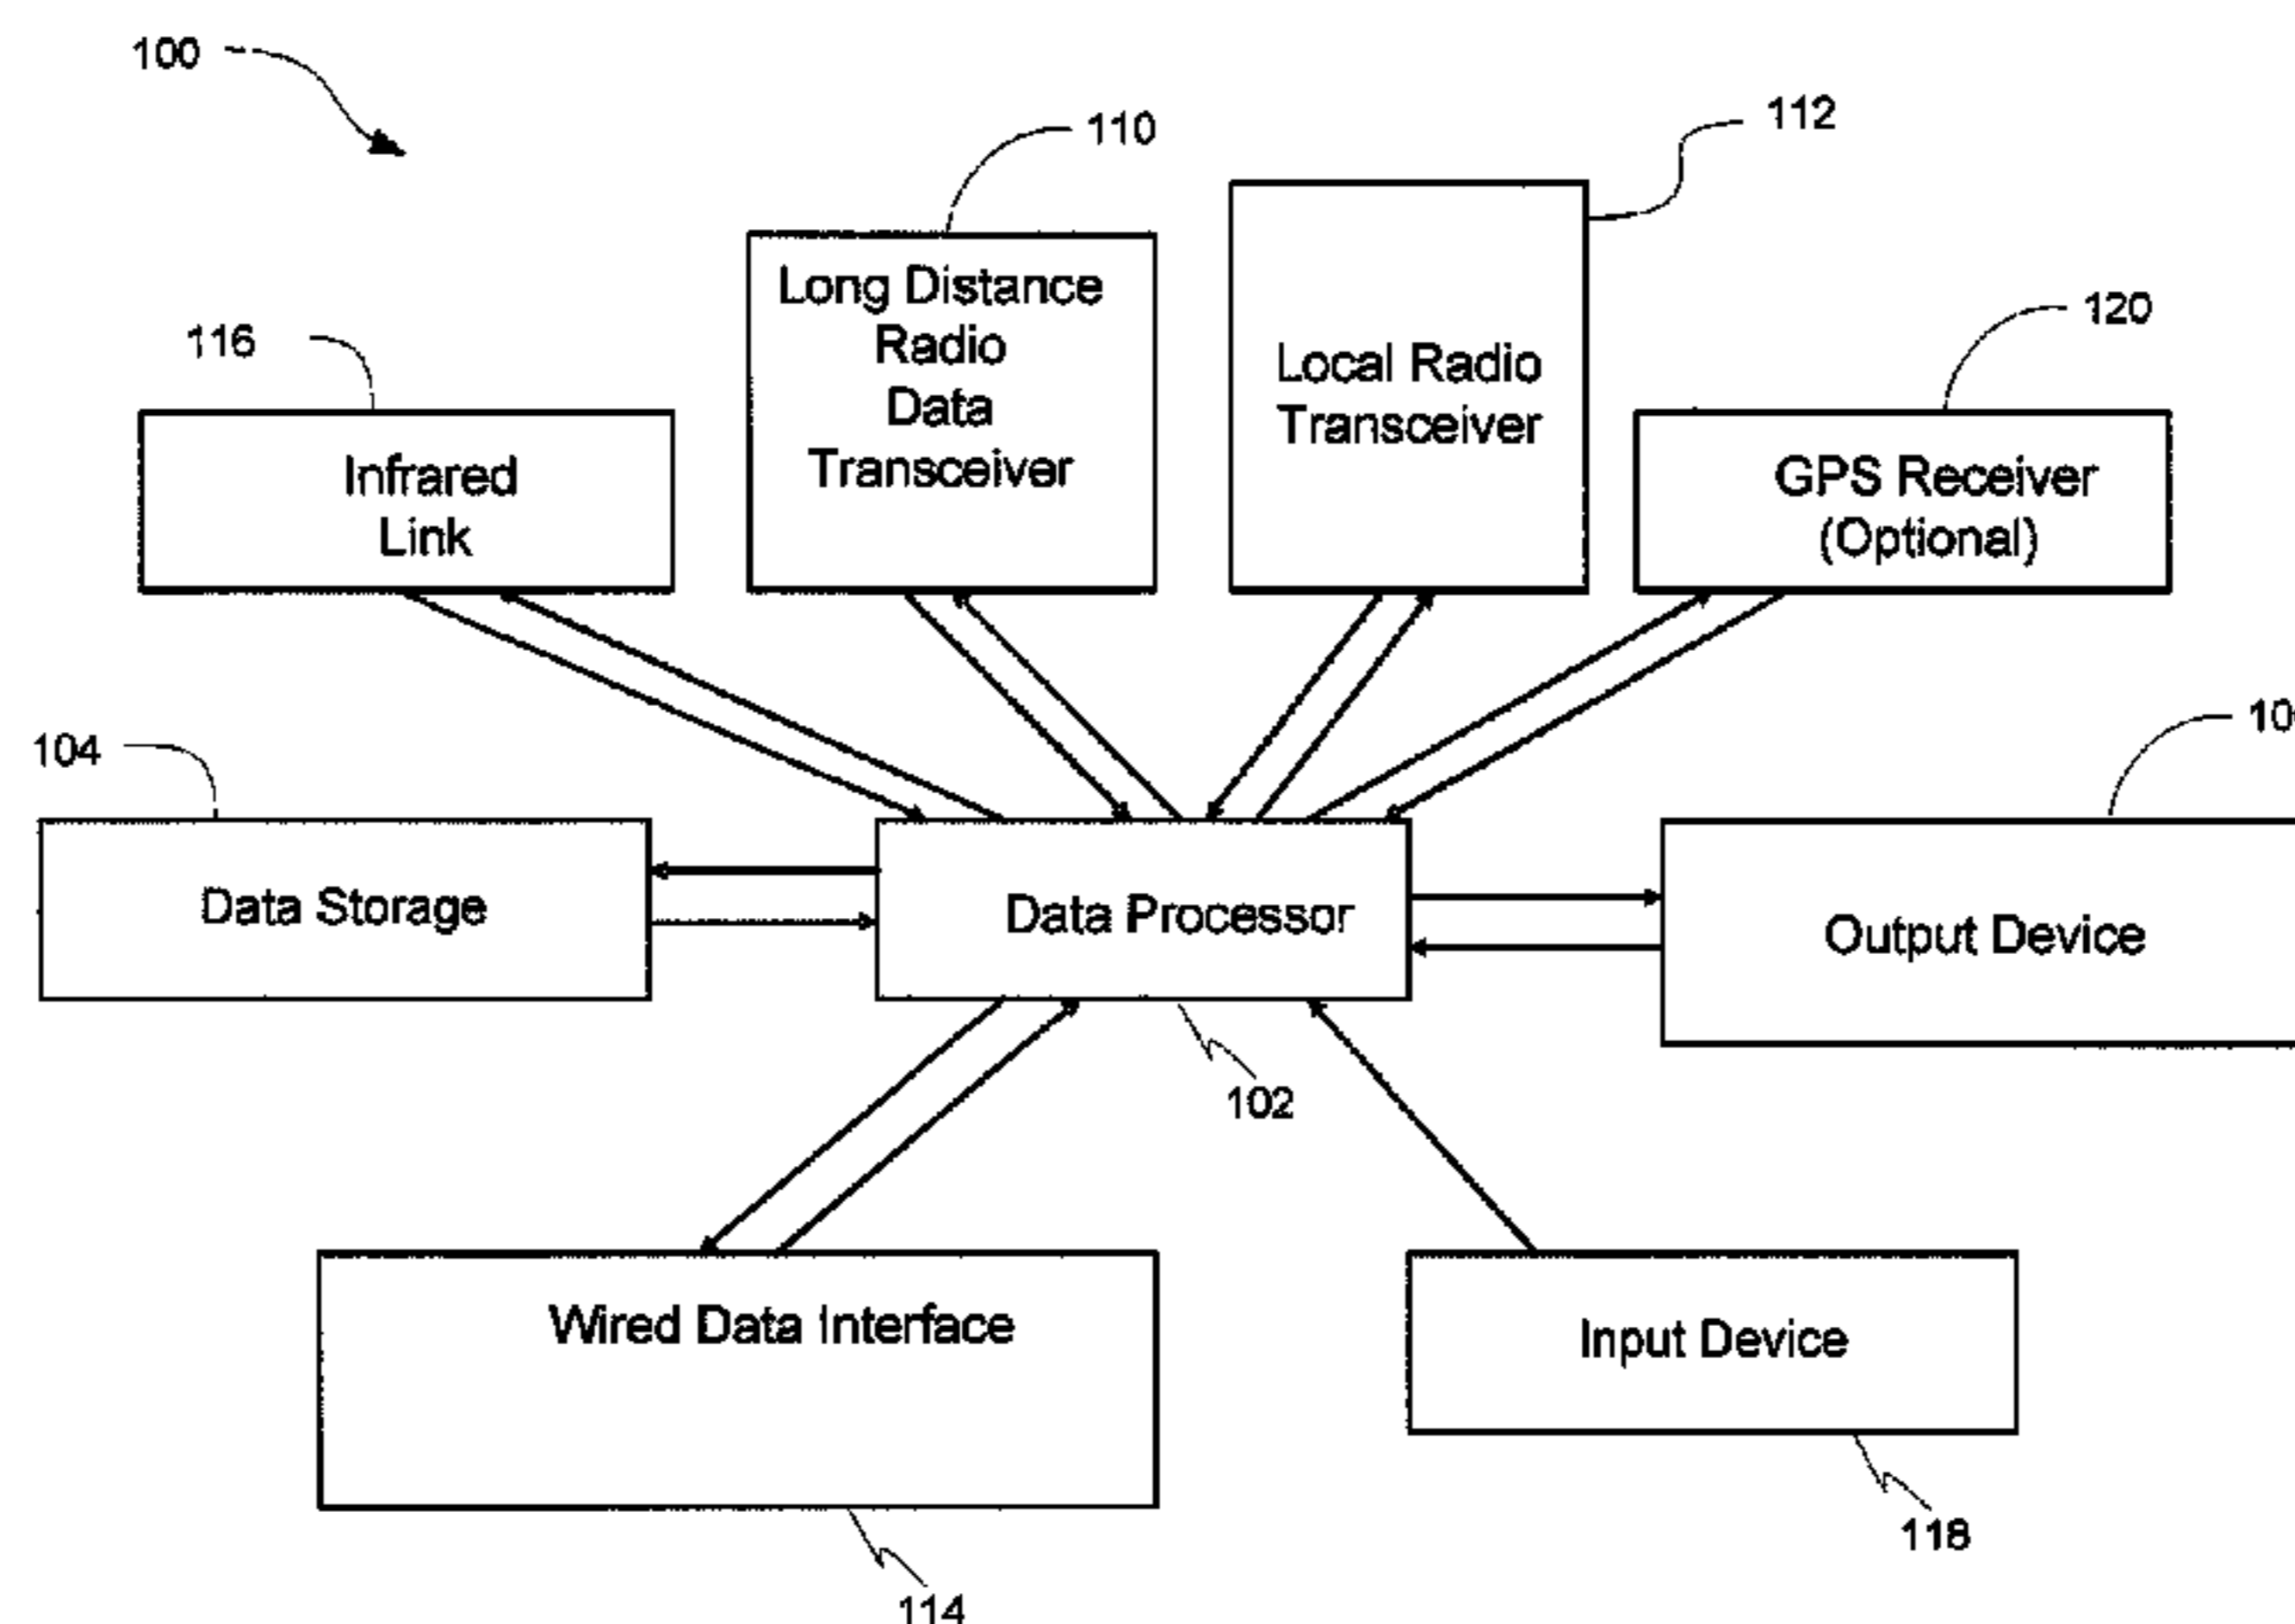 100
110
112
116
120
Long Distance
Radio
Data
Transceiver
Local Radio
Transceiver
Infrared
Link
GPS Receiver
(Optional)
104
Data Storage
Data Processor
Output Device
102
Wired Data Interface
Input Device
118
114